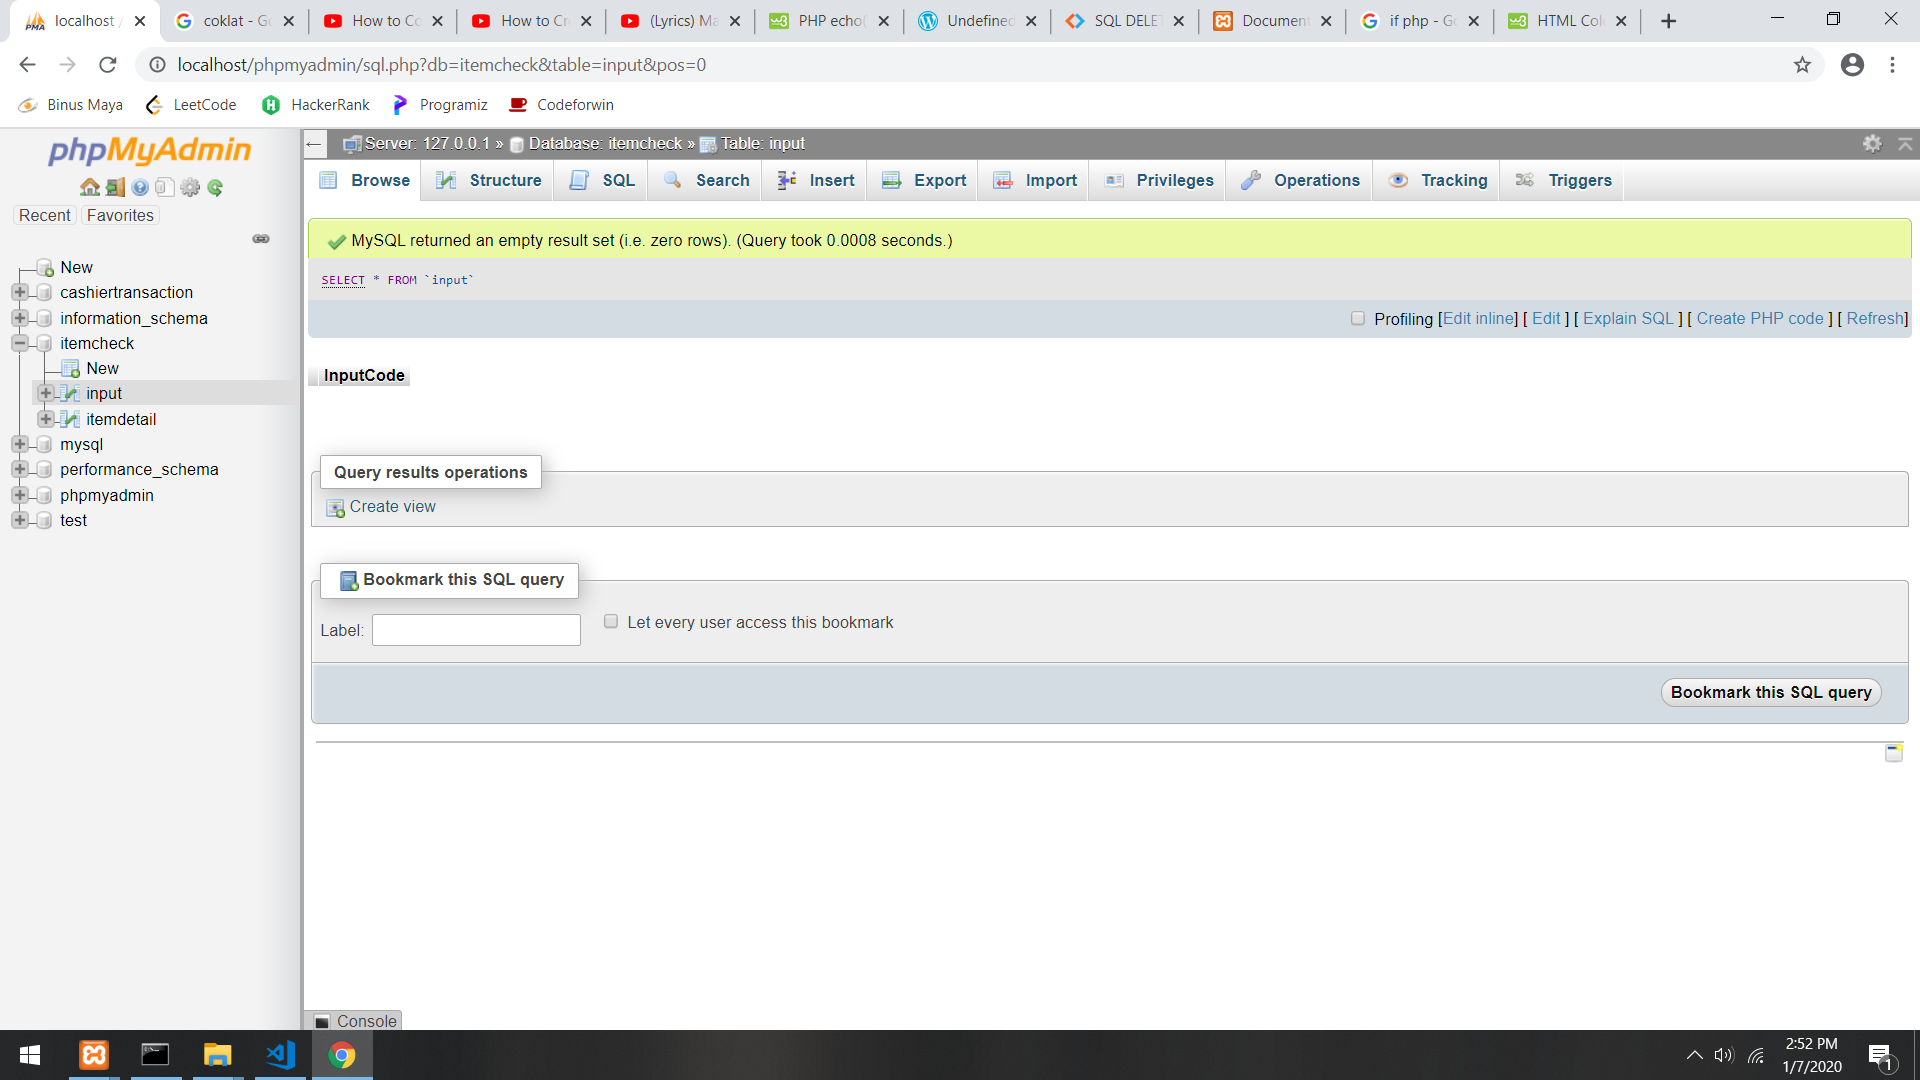 localhost /
coklat - Go
How to Co
How to Cr
(Lyrics) Ma
PHP echo(
Undefined
SQL DELET
Document
if php - Go
HTML Col
localhost/phpmyadmin/sql.php?db=itemcheck&table=input&pos=0
Binus Maya
LeetCode
HackerRank
Programiz
Codeforwin
phpMyAdmin
Recent Favorites
New
cashiertransaction
information_schema
itemcheck
New
input
itemdetail
mysql
performance_schema
phpmyadmin
test
Server: 127.0.0.1 » Database: itemcheck » Table: input
Browse Structure SQL Search Insert Export Import Privileges Operations Tracking Triggers
MySQL returned an empty result set (i.e. zero rows). (Query took 0.0008 seconds.)
SELECT * FROM `input`
Profiling [Edit inline] [ Edit ] [ Explain SQL ] [ Create PHP code ] [ Refresh]
InputCode
Query results operations
Create view
Bookmark this SQL query
Label:
Let every user access this bookmark
Bookmark this SQL query
Console
2:52 PM
1/7/2020
1